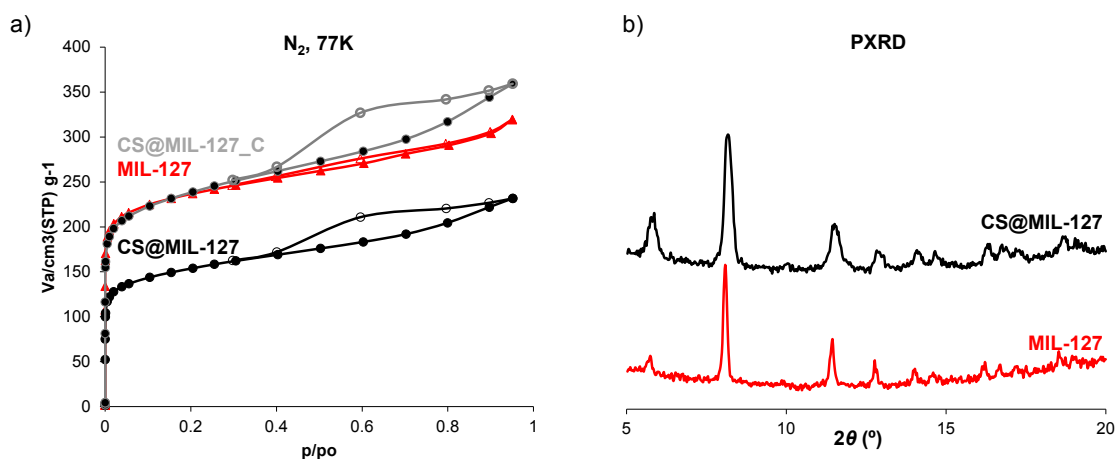 a)
N2, 77K
Va/cm3(STP) g-1
400
350
300
250
200
150
100
50
0
CS@MIL-127_C
MIL-127
CS@MIL-127
0
0.2
0.4
0.6
0.8
1
p/po
b)
PXRD
CS@MIL-127
MIL-127
5
10
15
20
2θ (º)